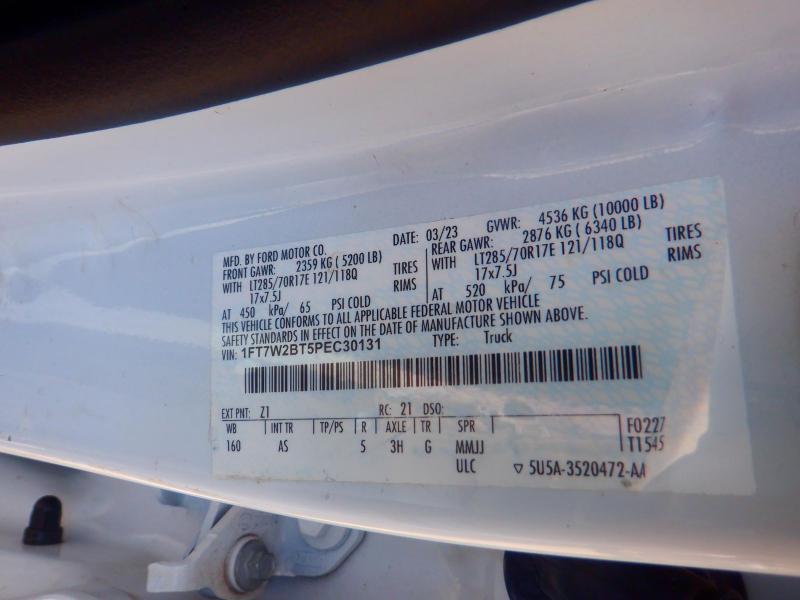 MFD. BY FORD MOTOR CO. DATE: 03/23 GVWR: 4536 KG (10000 LB)
FRONT GAWR: 2359 KG ( 5200 LB) REAR GAWR: 2876 KG ( 6340 LB)
WITH LT285/70R17E 121/118Q TIRES WITH LT285/70R17E 121/118Q TIRES
17x7.5J RIMS 17x7.5J RIMS
AT 450 kPa/ 65 PSI COLD AT 520 kPa/ 75 PSI COLD
THIS VEHICLE CONFORMS TO ALL APPLICABLE FEDERAL MOTOR VEHICLE
SAFETY STANDARDS IN EFFECT ON THE DATE OF MANUFACTURE SHOWN ABOVE.
VIN: 1FT7W2BT5PEC30131 TYPE: Truck
EXT PNT: Z1 RC: 21 DSO:
WB INT TR TP/PS R AXLE TR SPR F0227
160 AS 5 3H G MMJJ T1545
ULC ▽ 5U5A-3520472-AA